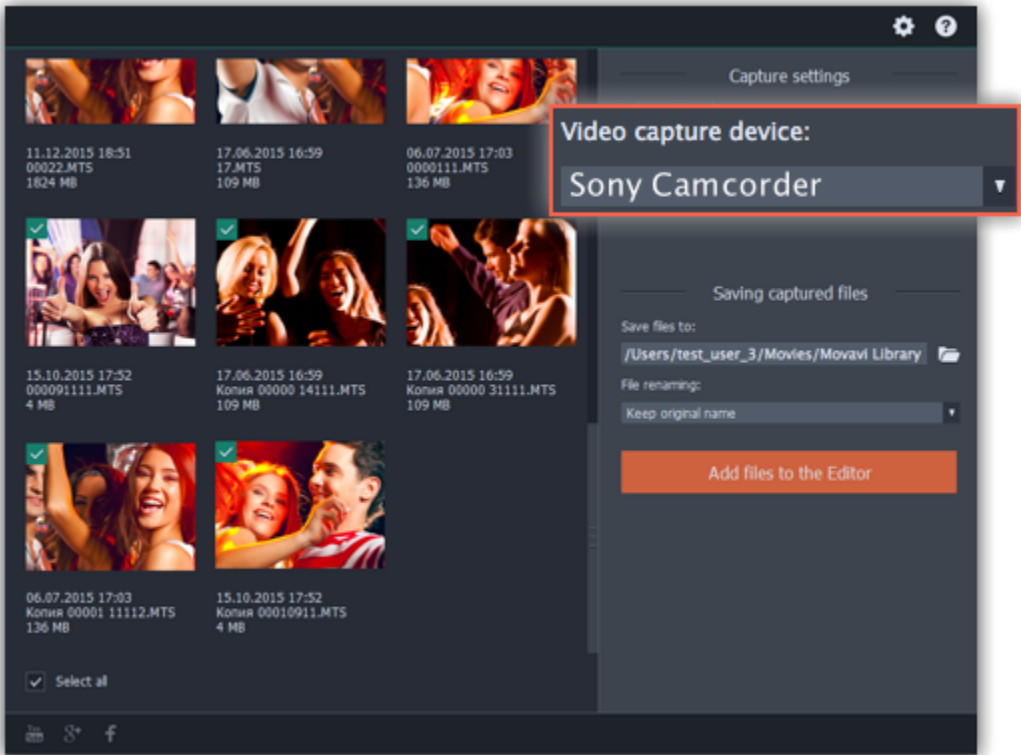 Capture settings
Video capture device:
Sony Camcorder
11.12.2015 18:51
00022.MTS
1824 MB
17.06.2015 16:59
17.MTS
109 MB
06.07.2015 17:03
0000111.MTS
136 MB
15.10.2015 17:52
000091111.MTS
4 MB
17.06.2015 16:59
Копия 00000 14111.MTS
109 MB
17.06.2015 16:59
Копия 00000 31111.MTS
109 MB
06.07.2015 17:03
Копия 00001 11112.MTS
136 MB
15.10.2015 17:52
Копия 00010911.MTS
4 MB
Select all
Saving captured files
Save files to:
/Users/test_user_3/Movies/Movavi Library
File renaming:
Keep original name
Add files to the Editor
You
Tube
g+
f